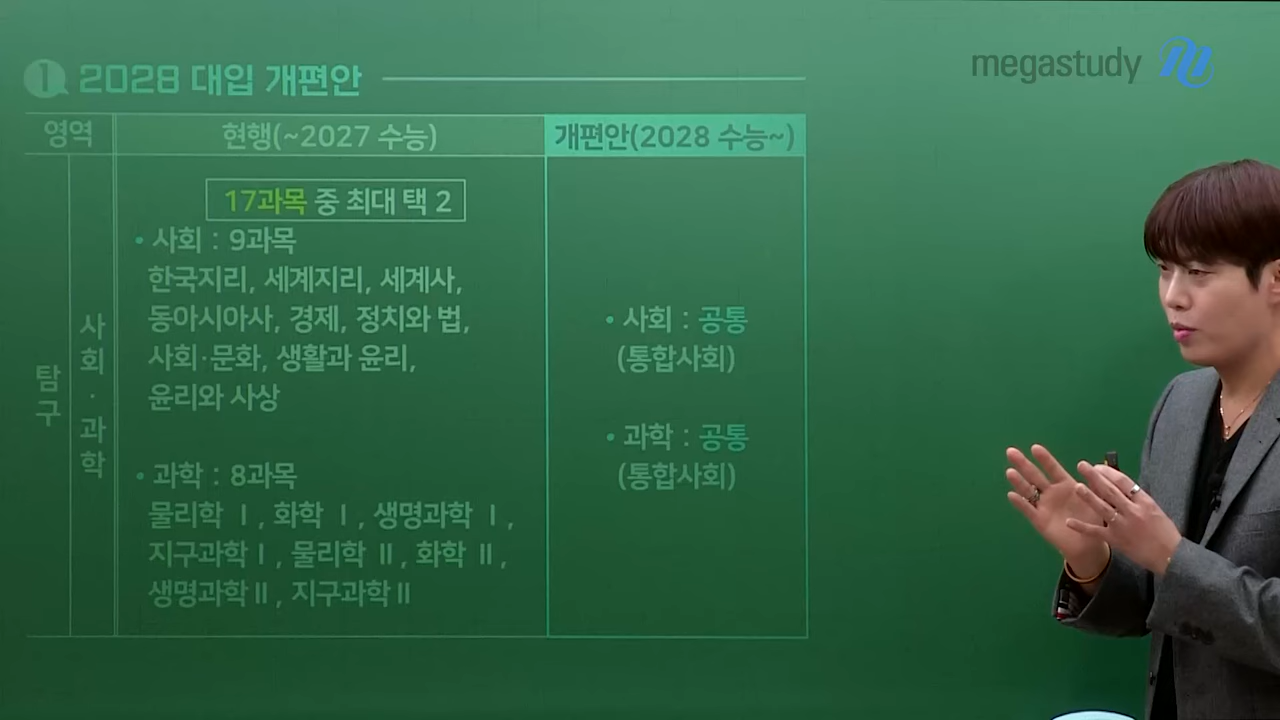 megastudy
1 2028 대입 개편안
영역 현행(~2027 수능) 개편안(2028 수능~)
탐구
사회·과학
17과목 중 최대 택 2
• 사회 : 9과목
한국지리, 세계지리, 세계사,
동아시아사, 경제, 정치와 법,
사회·문화, 생활과 윤리,
윤리와 사상
• 과학 : 8과목
물리학 Ⅰ, 화학 Ⅰ, 생명과학 Ⅰ,
지구과학Ⅰ, 물리학 Ⅱ, 화학 Ⅱ,
생명과학Ⅱ, 지구과학Ⅱ
• 사회 : 공통
(통합사회)
• 과학 : 공통
(통합사회)